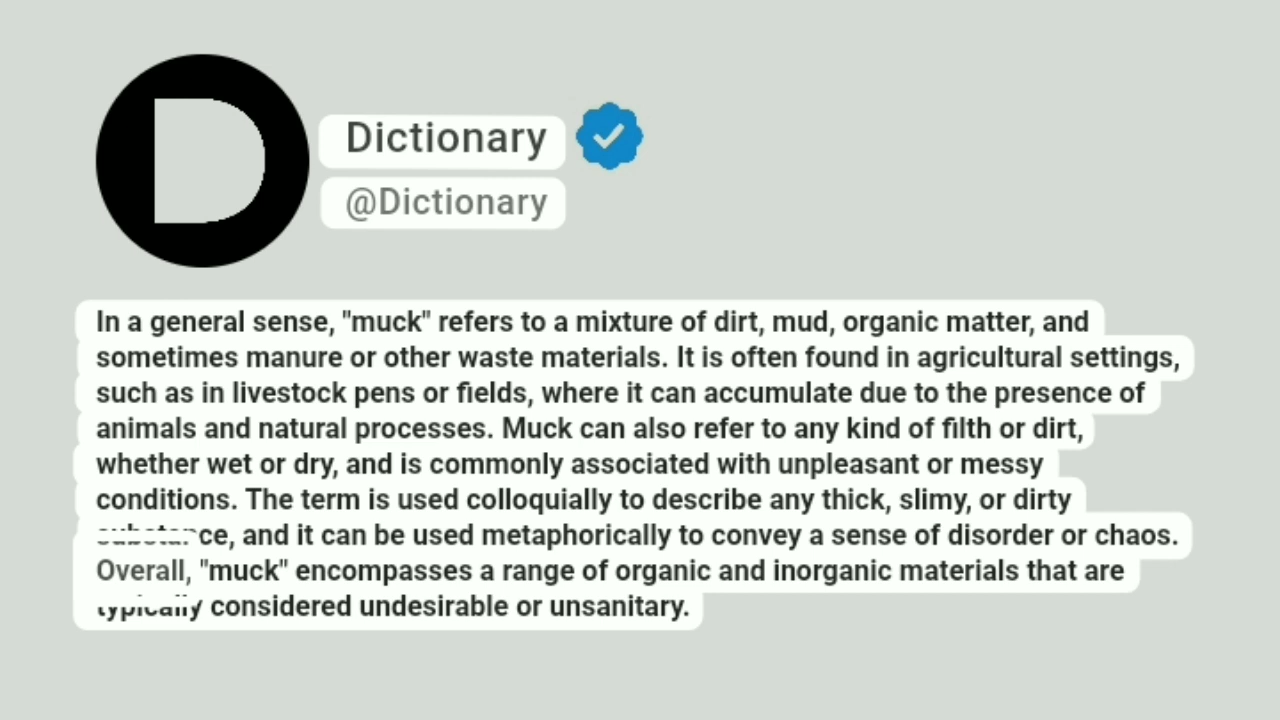 D
Dictionary
@Dictionary
In a general sense, "muck" refers to a mixture of dirt, mud, organic matter, and
sometimes manure or other waste materials. It is often found in agricultural settings,
such as in livestock pens or fields, where it can accumulate due to the presence of
animals and natural processes. Muck can also refer to any kind of filth or dirt,
whether wet or dry, and is commonly associated with unpleasant or messy
conditions. The term is used colloquially to describe any thick, slimy, or dirty
substance, and it can be used metaphorically to convey a sense of disorder or chaos.
Overall, "muck" encompasses a range of organic and inorganic materials that are
typically considered undesirable or unsanitary.